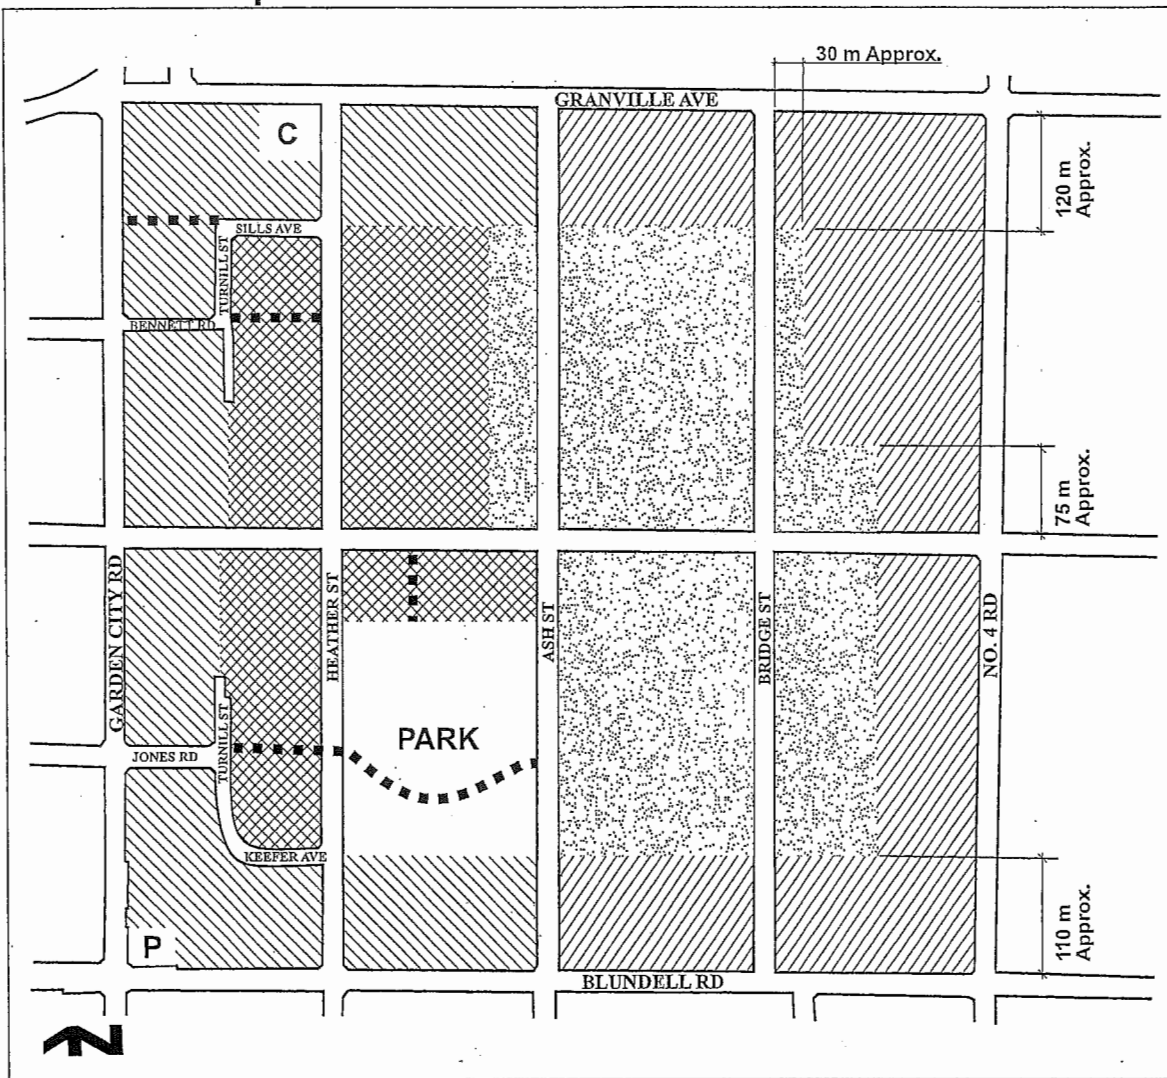 30 m Approx.
GRANVILLE AVE
C
120 m
Approx.
SILLS AVE
TURNILL ST
BENNETT RD
75 m
Approx.
GARDEN CITY RD
HEATHER ST
ASH ST
BRIDGE ST
NO. 4 RD
PARK
JONES RD
TURNILL ST
KEEFER AVE
110 m
Approx.
P
BLUNDELL RD
N